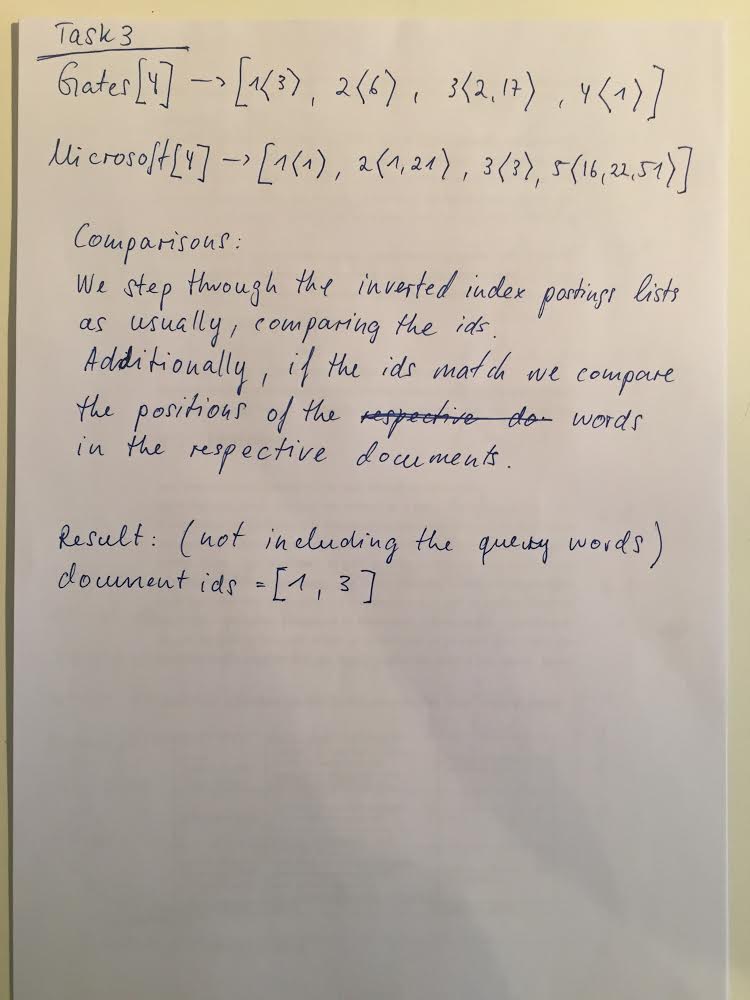 Task 3
Gates[4] → [1⟨3⟩, 2⟨6⟩, 3⟨2,17⟩, 4⟨1⟩]
Microsoft[4] → [1⟨1⟩, 2⟨1,21⟩, 3⟨3⟩, 5⟨16,22,51⟩]
Comparisons:
We step through the inverted index postings lists
as usually, comparing the ids.
Additionally, if the ids match we compare
the positions of the respective do words
in the respective documents.
Result: (not including the query words)
document ids = [1, 3]